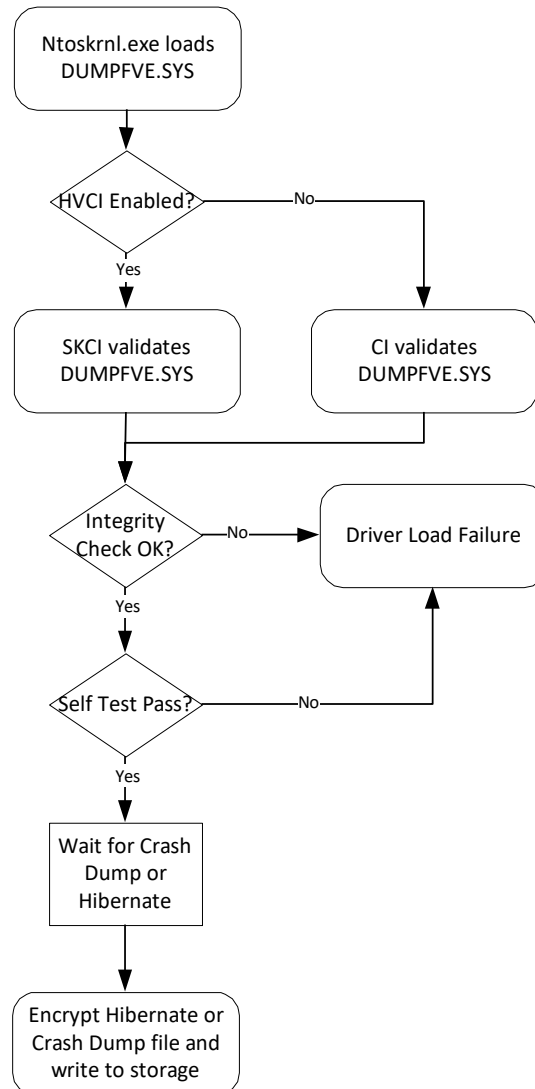 Ntoskrnl.exe loads
DUMPFVE.SYS
HVCI Enabled?
No
Yes
SKCI validates
DUMPFVE.SYS
CI validates
DUMPFVE.SYS
Integrity
Check OK?
No
Driver Load Failure
Yes
Self Test Pass?
No
Yes
Wait for Crash
Dump or
Hibernate
Encrypt Hibernate or
Crash Dump file and
write to storage